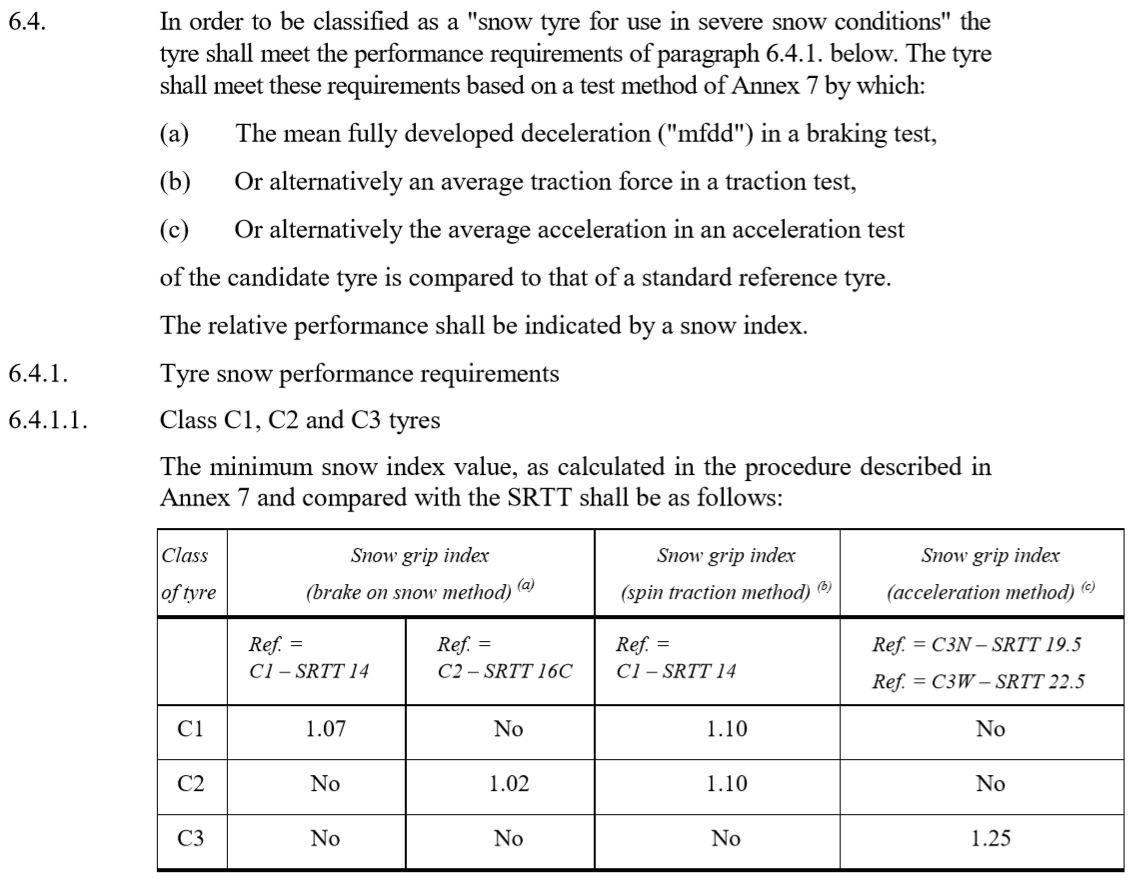 6.4. In order to be classified as a "snow tyre for use in severe snow conditions" the
tyre shall meet the performance requirements of paragraph 6.4.1. below. The tyre
shall meet these requirements based on a test method of Annex 7 by which:
(a) The mean fully developed deceleration ("mfdd") in a braking test,
(b) Or alternatively an average traction force in a traction test,
(c) Or alternatively the average acceleration in an acceleration test
of the candidate tyre is compared to that of a standard reference tyre.
The relative performance shall be indicated by a snow index.
6.4.1. Tyre snow performance requirements
6.4.1.1. Class C1, C2 and C3 tyres
The minimum snow index value, as calculated in the procedure described in
Annex 7 and compared with the SRTT shall be as follows:
Class Snow grip index Snow grip index Snow grip index
of tyre (brake on snow method) (a) (spin traction method) (b) (acceleration method) (c)
Ref. = Ref. = Ref. = Ref. = C3N – SRTT 19.5
C1 – SRTT 14 C2 – SRTT 16C C1 – SRTT 14 Ref. = C3W – SRTT 22.5
C1 1.07 No 1.10 No
C2 No 1.02 1.10 No
C3 No No No 1.25